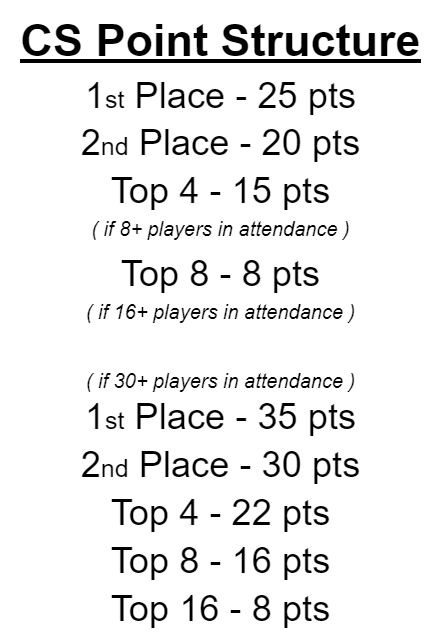 CS Point Structure
1st Place - 25 pts
2nd Place - 20 pts
Top 4 - 15 pts
( if 8+ players in attendance )
Top 8 - 8 pts
( if 16+ players in attendance )
( if 30+ players in attendance )
1st Place - 35 pts
2nd Place - 30 pts
Top 4 - 22 pts
Top 8 - 16 pts
Top 16 - 8 pts